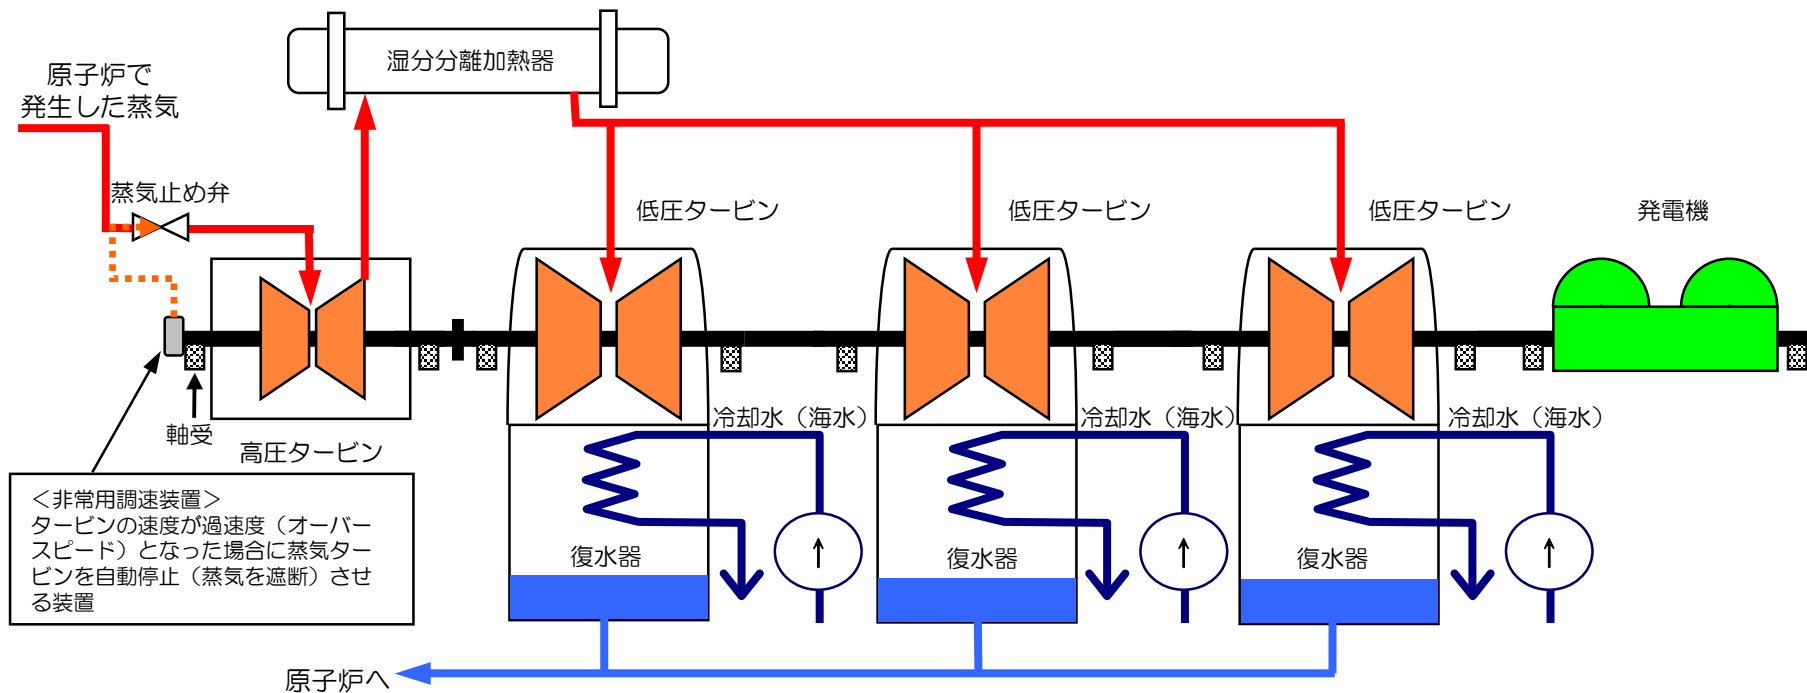 湿分分離加熱器
原子炉で
発生した蒸気
蒸気止め弁
低圧タービン
低圧タービン
低圧タービン
発電機
軸受
高圧タービン
冷却水（海水）
冷却水（海水）
冷却水（海水）
＜非常用調速装置＞
タービンの速度が過速度（オーバー
スピード）となった場合に蒸気ター
ビンを自動停止（蒸気を遮断）させ
る装置
復水器
復水器
復水器
原子炉へ